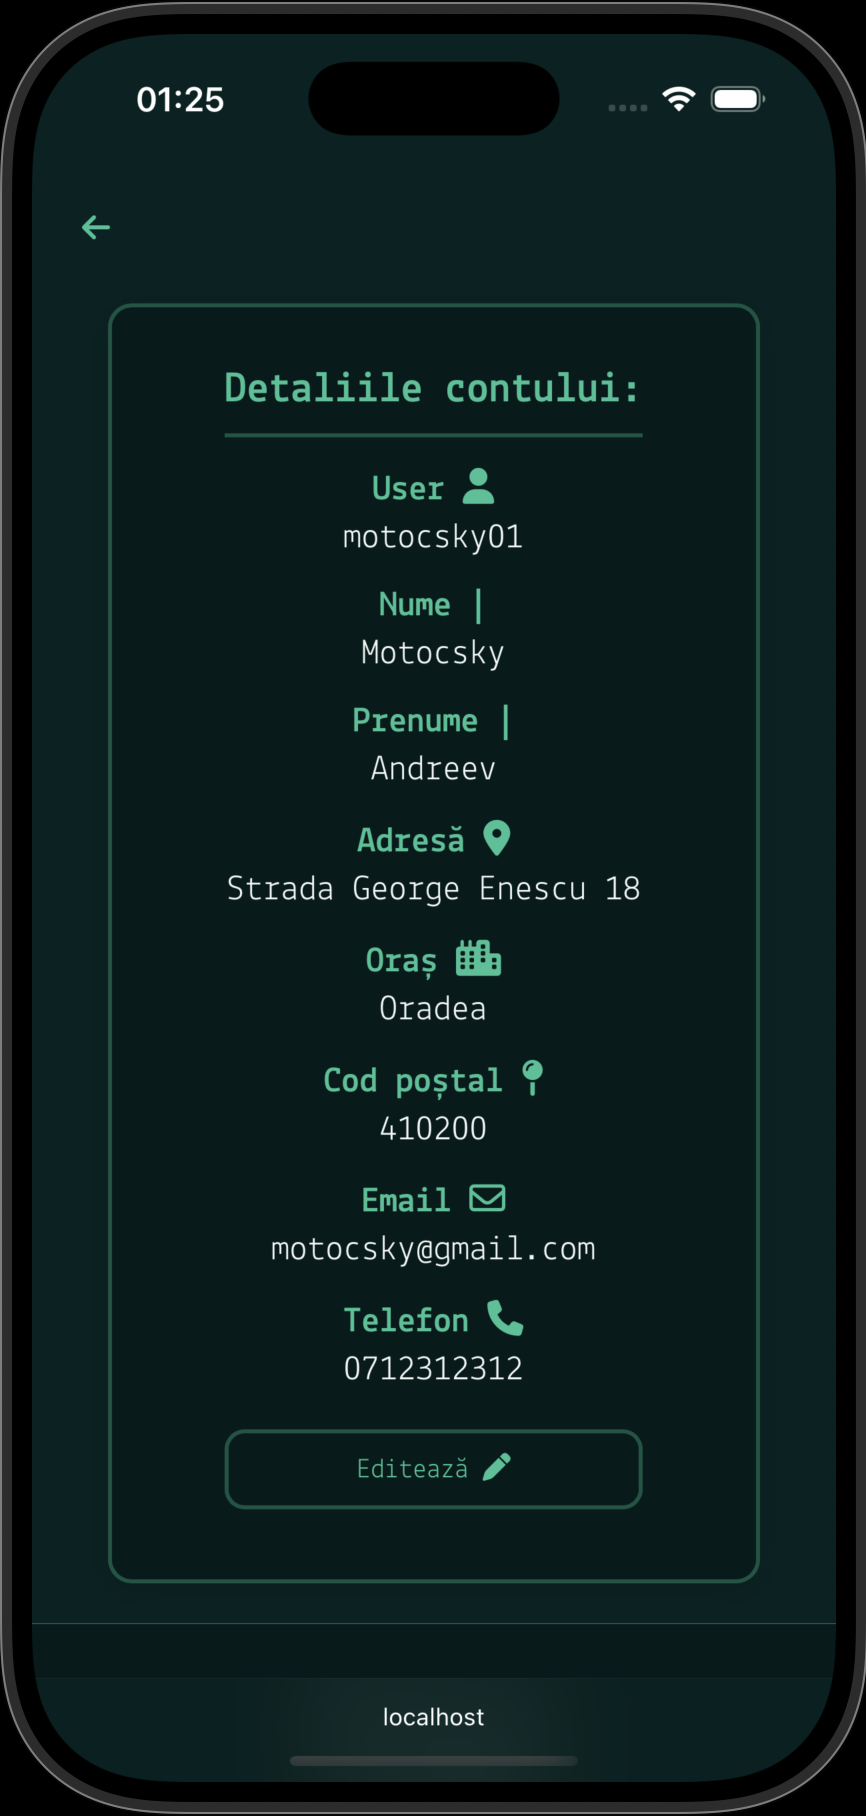 01:25
Detaliile contului:
User
motocsky01
Nume |
Motocsky
Prenume |
Andreev
Adresă
Strada George Enescu 18
Oraș
Oradea
Cod poștal
410200
Email
motocsky@gmail.com
Telefon
0712312312
Editează
localhost